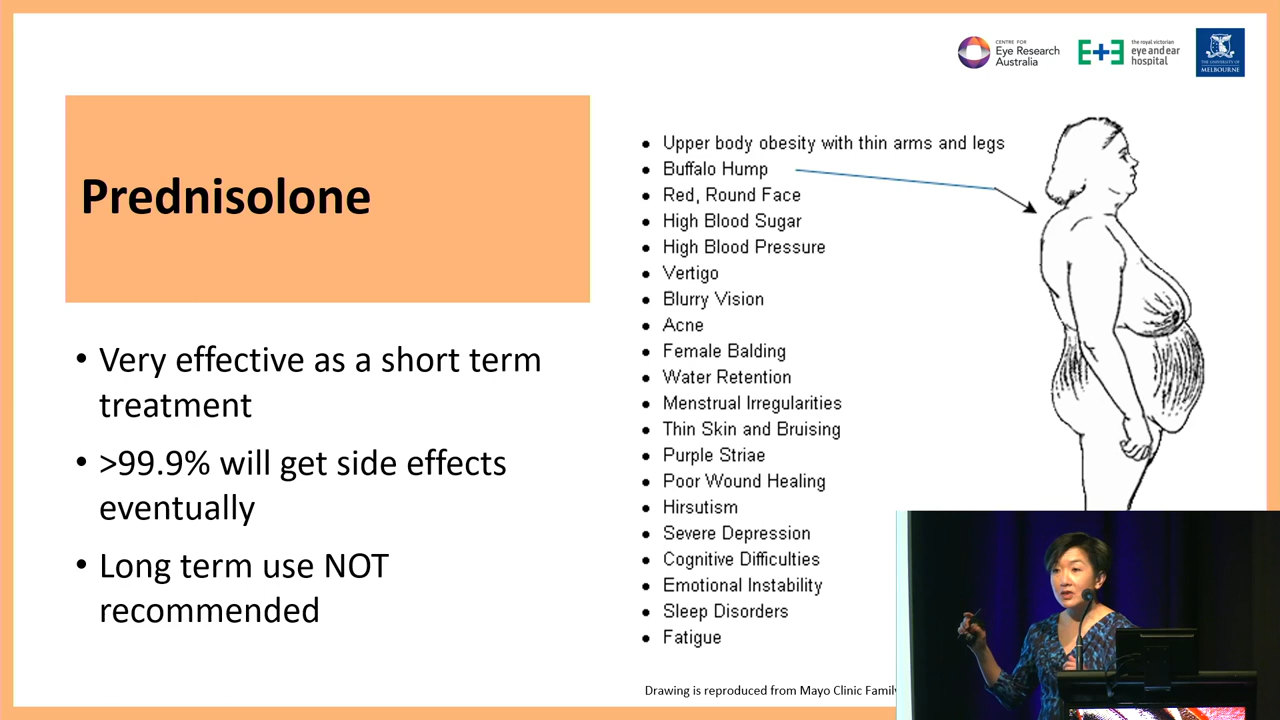 CENTRE FOR
Eye Research
Australia
the royal victorian
eye and ear
hospital
THE UNIVERSITY OF
MELBOURNE
Prednisolone
• Very effective as a short term
treatment
• >99.9% will get side effects
eventually
• Long term use NOT
recommended
• Upper body obesity with thin arms and legs
• Buffalo Hump
• Red, Round Face
• High Blood Sugar
• High Blood Pressure
• Vertigo
• Blurry Vision
• Acne
• Female Balding
• Water Retention
• Menstrual Irregularities
• Thin Skin and Bruising
• Purple Striae
• Poor Wound Healing
• Hirsutism
• Severe Depression
• Cognitive Difficulties
• Emotional Instability
• Sleep Disorders
• Fatigue
Drawing is reproduced from Mayo Clinic Family